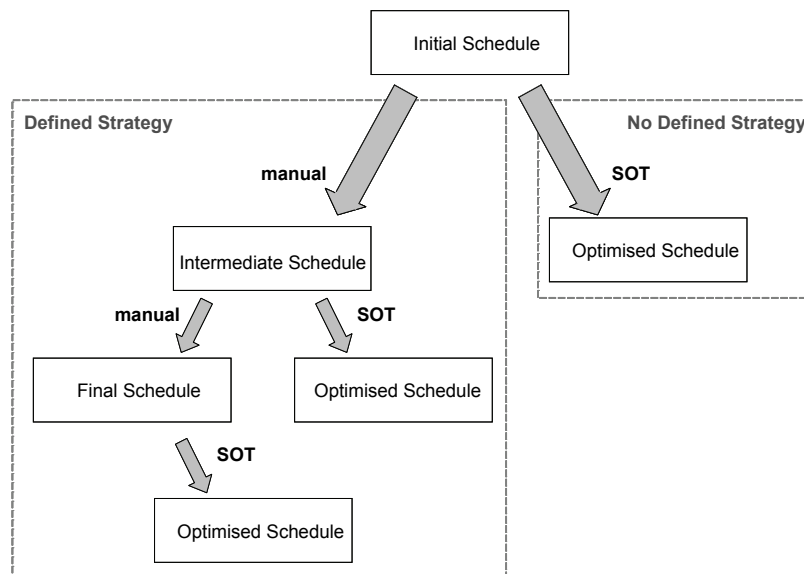 Initial Schedule
Defined Strategy
No Defined Strategy
manual
SOT
Optimised Schedule
Intermediate Schedule
manual
SOT
Final Schedule
Optimised Schedule
SOT
Optimised Schedule